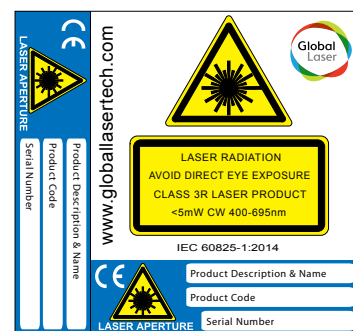 LASER APERTURE
CE
Serial Number
Product Code
Product Description & Name
www.globallasertech.com
Global
Laser
LASER RADIATION
AVOID DIRECT EYE EXPOSURE
CLASS 3R LASER PRODUCT
<5mW CW 400-695nm
IEC 60825-1:2014
CE
LASER APERTURE
Product Description & Name
Product Code
Serial Number